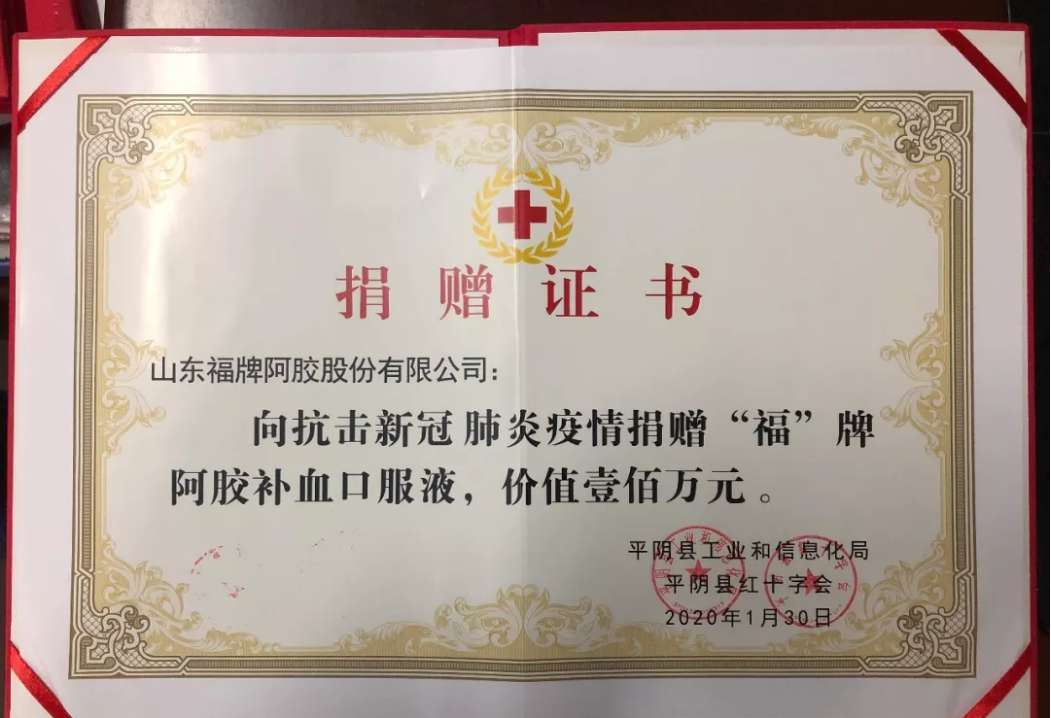 捐赠证书
山东福牌阿胶股份有限公司：
向抗击新冠肺炎疫情捐赠“福”牌
阿胶补血口服液，价值壹佰万元。
平阴县工业和信息化局
平阴县红十字会
2020年1月30日